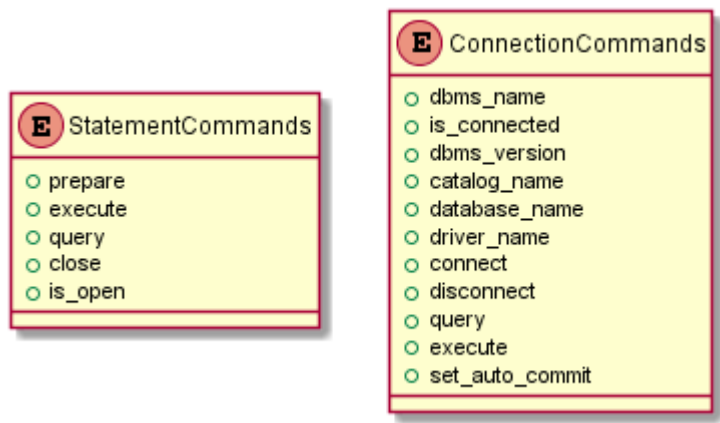 E StatementCommands
prepare
execute
query
close
is_open
E ConnectionCommands
dbms_name
is_connected
dbms_version
catalog_name
database_name
driver_name
connect
disconnect
query
execute
set_auto_commit